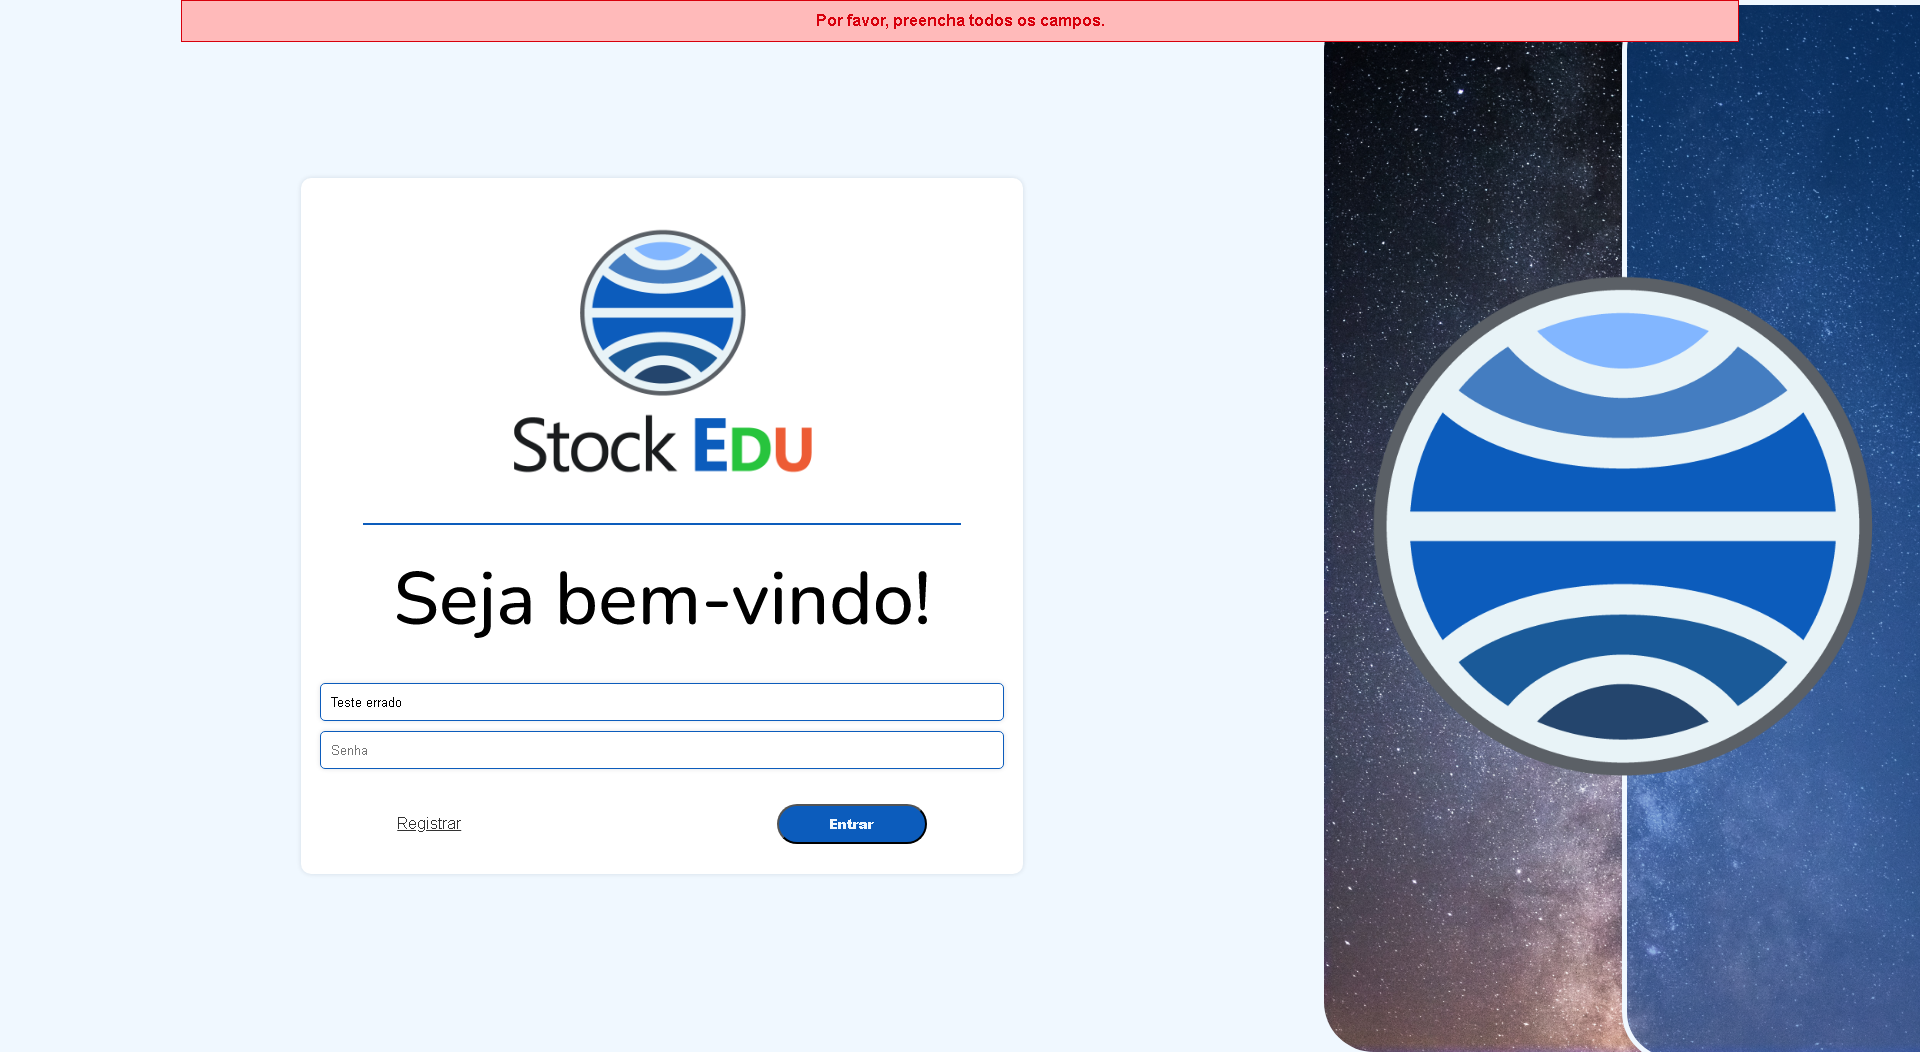 Por favor, preencha todos os campos.
Stock EDU
Seja bem-vindo!
Teste errado
Senha
Registrar
Entrar